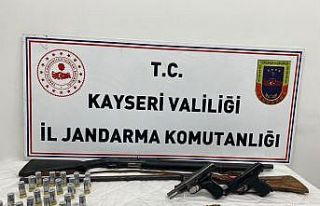 T.C.
KAYSERİ VALİLİĞİ
İL JANDARMA KOMUTANLIĞI